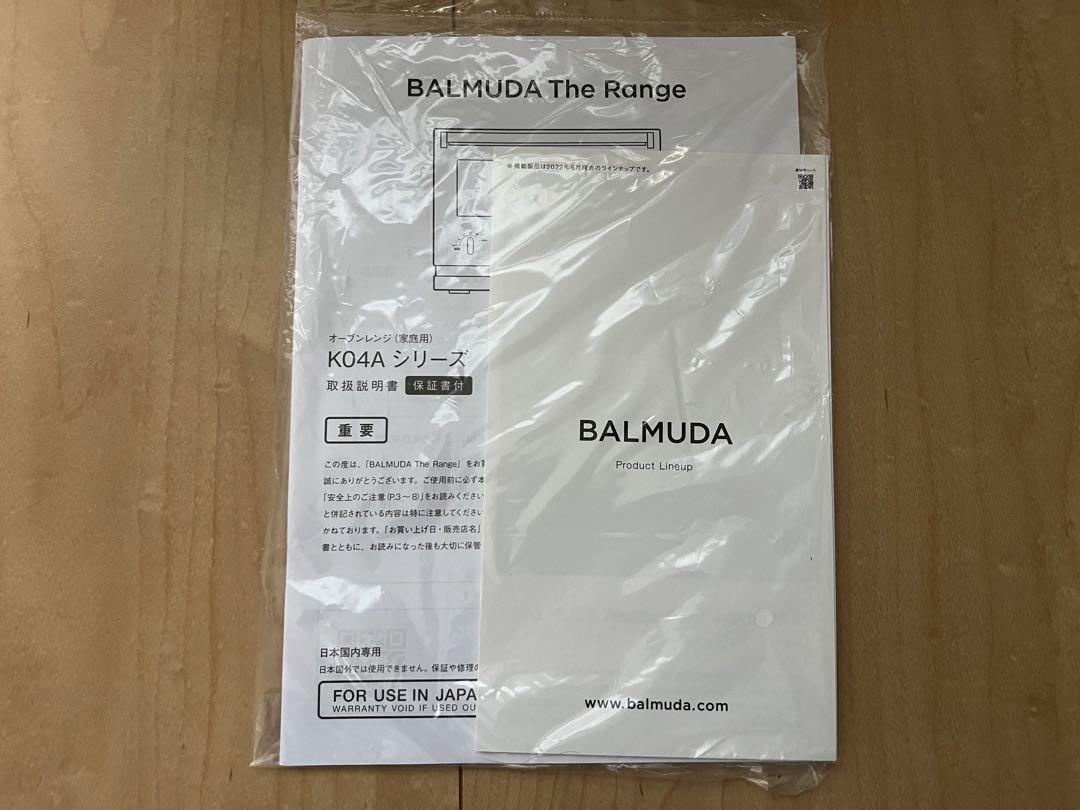 BALMUDA The Range
※掲載製品は2022年6月時点のラインナップです。
オーブンレンジ（家庭用）
K04A シリーズ
取扱説明書 保証書付
重要
この度は、「BALMUDA The Range」をお買
誠にありがとうございます。ご使用前に必ず本
「安全上のご注意（P.3～8）」をお読みください
と併記されている内容は特に注意してください
かねております。「お買い上げ日・販売店名」
書とともに、お読みになった後も大切に保管
日本国内専用
日本国外では使用できません。保証や修理の
FOR USE IN JAPA
WARRANTY VOID IF USED OU
BALMUDA
Product Lineup
www.balmuda.com